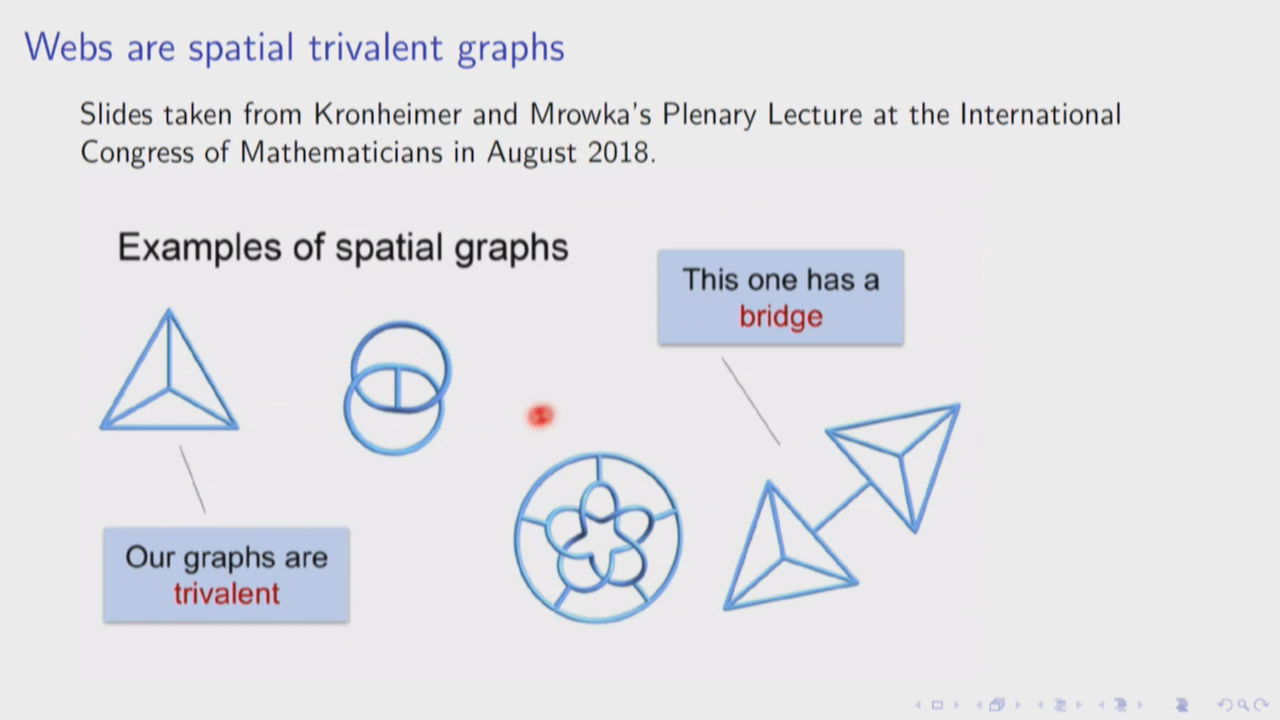 Webs are spatial trivalent graphs
Slides taken from Kronheimer and Mrowka's Plenary Lecture at the International
Congress of Mathematicians in August 2018.
Examples of spatial graphs
This one has a
bridge
Our graphs are
trivalent